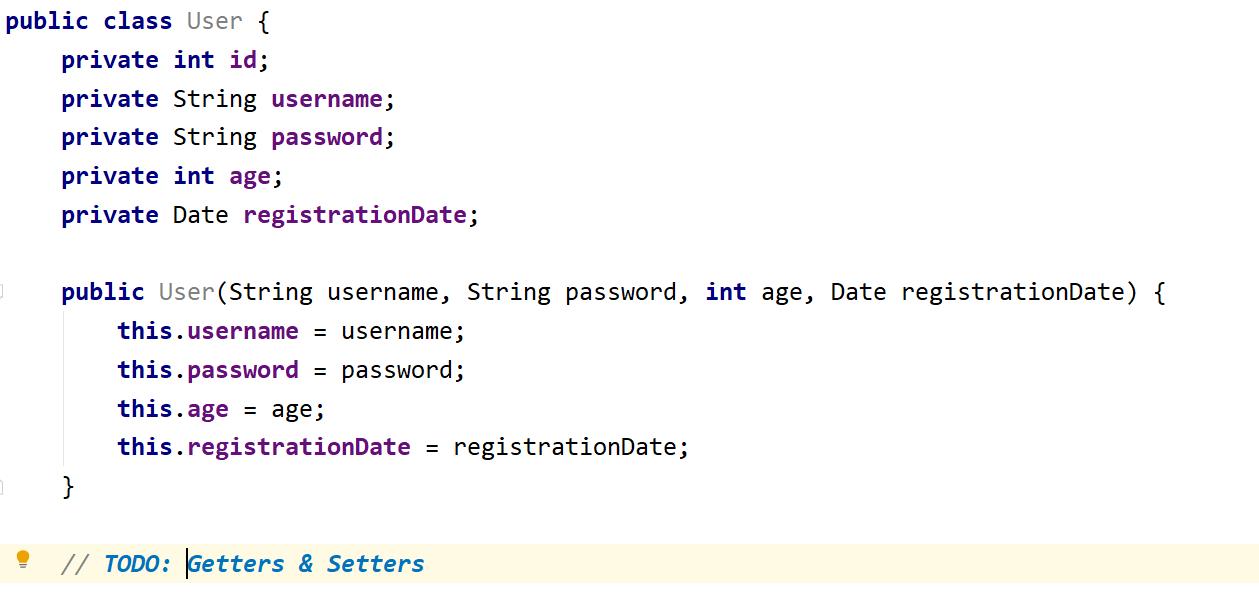 public class User {
private int id;
private String username;
private String password;
private int age;
private Date registrationDate;
public User(String username, String password, int age, Date registrationDate) {
this.username = username;
this.password = password;
this.age = age;
this.registrationDate = registrationDate;
}
// TODO: Getters & Setters